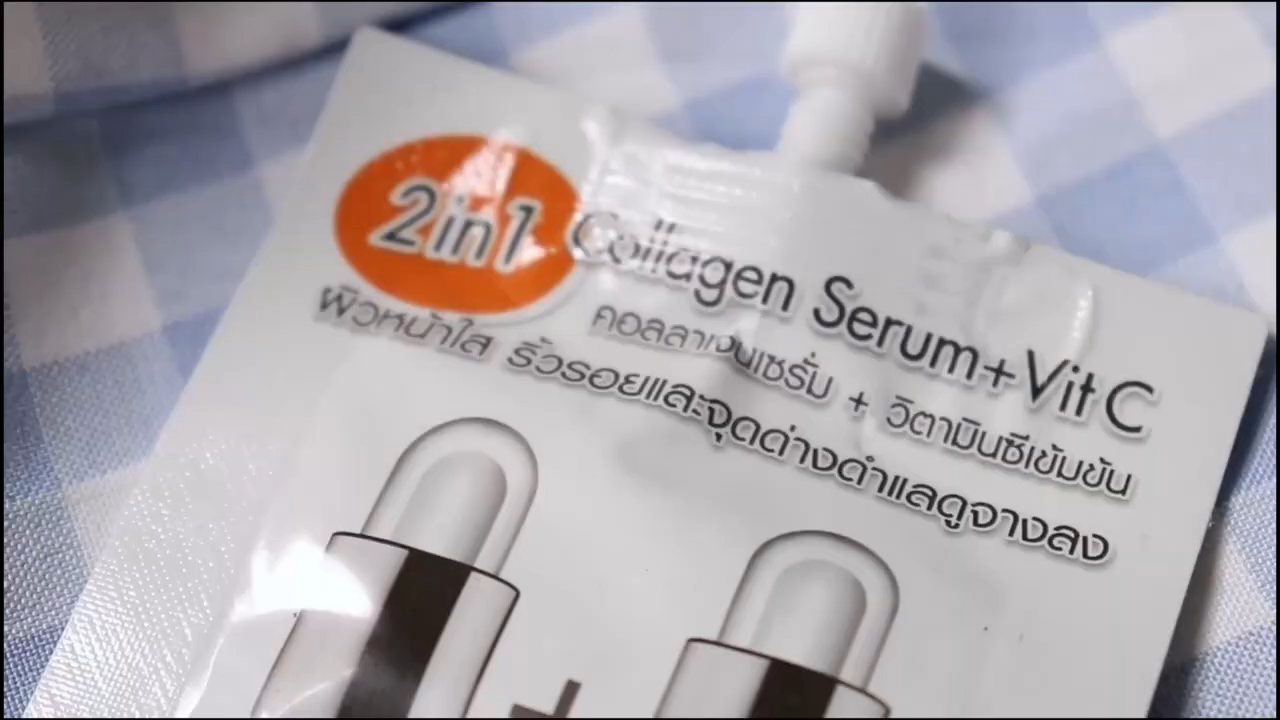 2in1 Collagen Serum+Vit C
คอลลาเจนเซรั่ม + วิตามินซีเข้มข้น
ผิวหน้าใส ริ้วรอยและจุดด่างดำแลดูจางลง
+